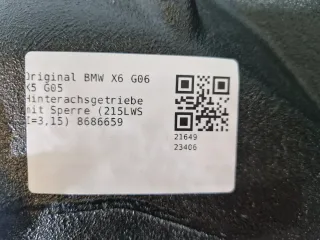 Original BMW X6 G06
X5 G05
Hinterachsgetriebe
mit Sperre (215LWS
I=3,15) 8686659
21649
23406